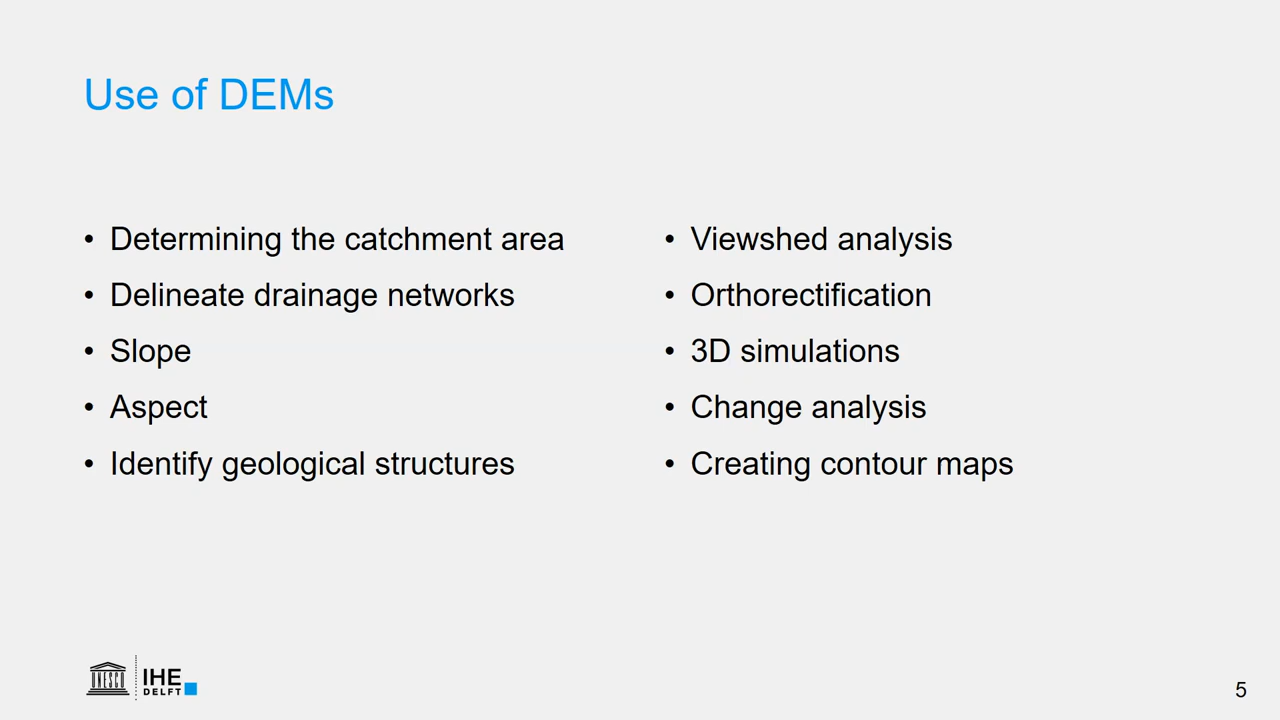 Use of DEMs
• Determining the catchment area
• Delineate drainage networks
• Slope
• Aspect
• Identify geological structures
• Viewshed analysis
• Orthorectification
• 3D simulations
• Change analysis
• Creating contour maps
UNESCO
IHE
DELFT
5